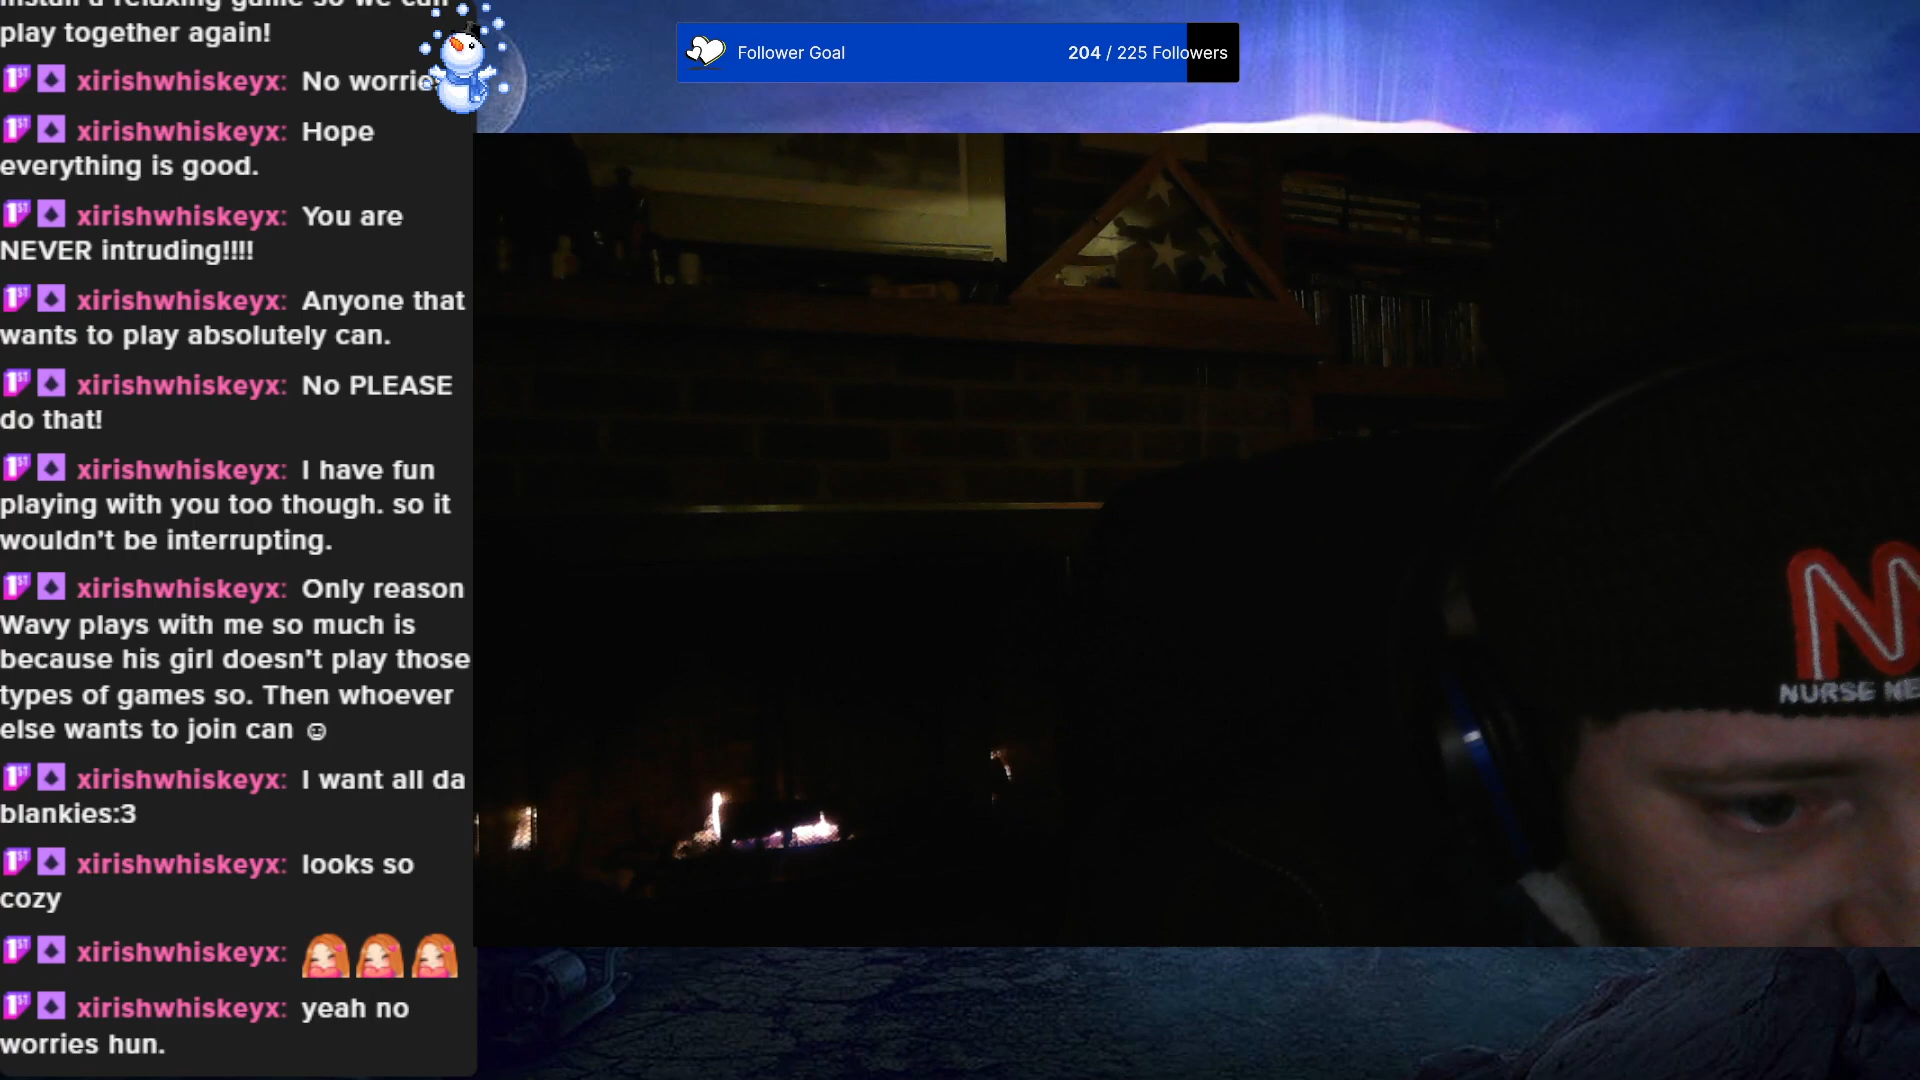 play together again!
xirishwhiskeyx: No worrie
xirishwhiskeyx: Hope
everything is good.
xirishwhiskeyx: You are
NEVER intruding!!!!
xirishwhiskeyx: Anyone that
wants to play absolutely can.
xirishwhiskeyx: No PLEASE
do that!
xirishwhiskeyx: I have fun
playing with you too though. so it
wouldn't be interrupting.
xirishwhiskeyx: Only reason
Wavy plays with me so much is
because his girl doesn't play those
types of games so. Then whoever
else wants to join can ☺
xirishwhiskeyx: I want all da
blankies:3
xirishwhiskeyx: looks so
cozy
xirishwhiskeyx:
xirishwhiskeyx: yeah no
worries hun.
Follower Goal
204 / 225 Followers
NURSE NE